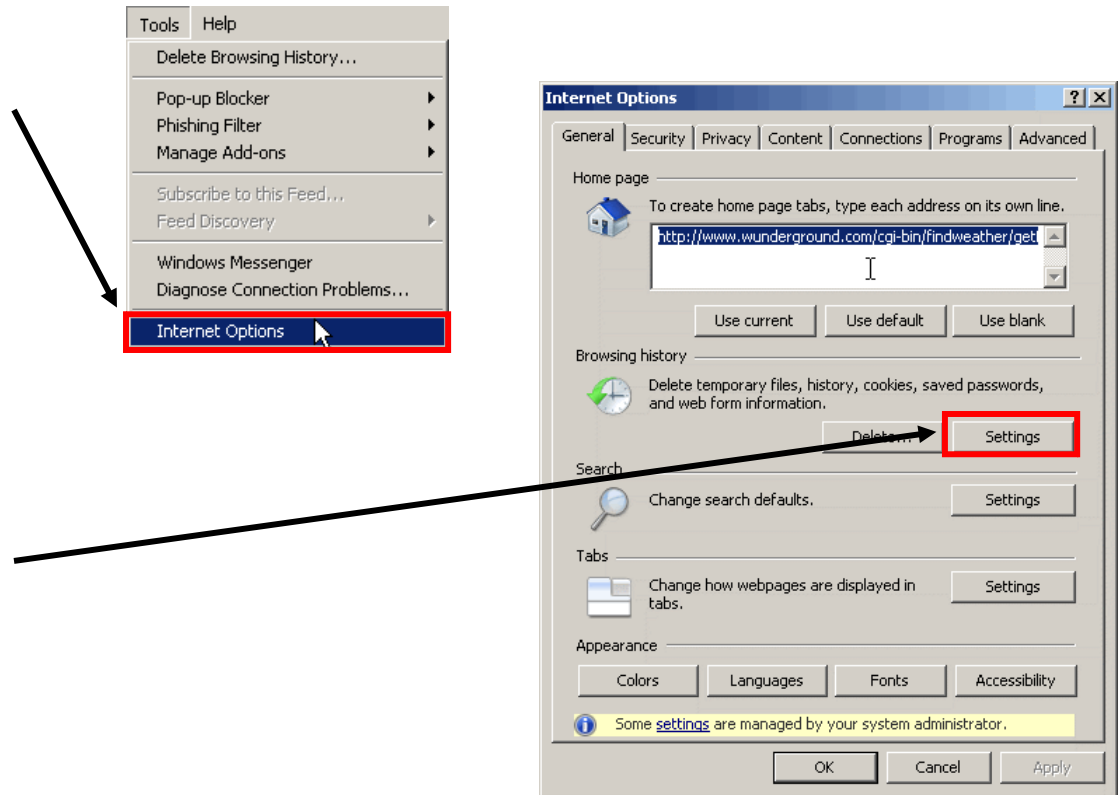 Tools Help
Delete Browsing History...
Pop-up Blocker
Phishing Filter
Manage Add-ons
Subscribe to this Feed...
Feed Discovery
Windows Messenger
Diagnose Connection Problems...
Internet Options
Internet Options
General Security Privacy Content Connections Programs Advanced
Home page
To create home page tabs, type each address on its own line.
http://www.wunderground.com/cgi-bin/findweather/get
Use current Use default Use blank
Browsing history
Delete temporary files, history, cookies, saved passwords,
and web form information.
Delete... Settings
Search
Change search defaults. Settings
Tabs
Change how webpages are displayed in
tabs.
Settings
Appearance
Colors Languages Fonts Accessibility
Some settings are managed by your system administrator.
OK Cancel Apply